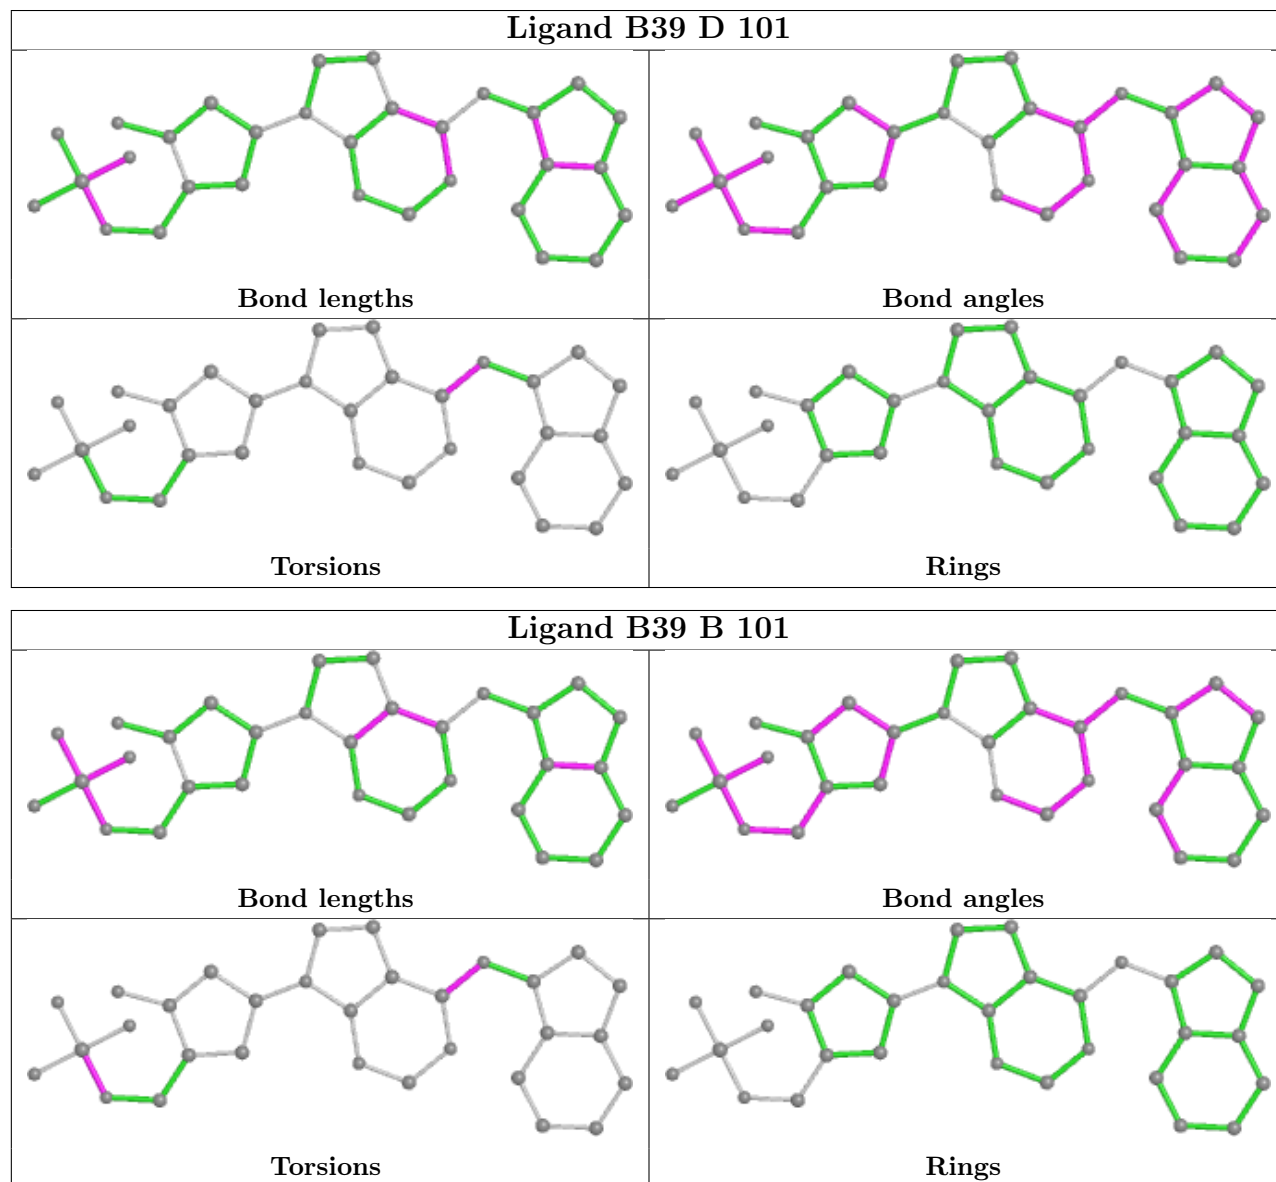 Ligand B39 D 101
Bond lengths
Bond angles
Torsions
Rings
Ligand B39 B 101
Bond lengths
Bond angles
Torsions
Rings